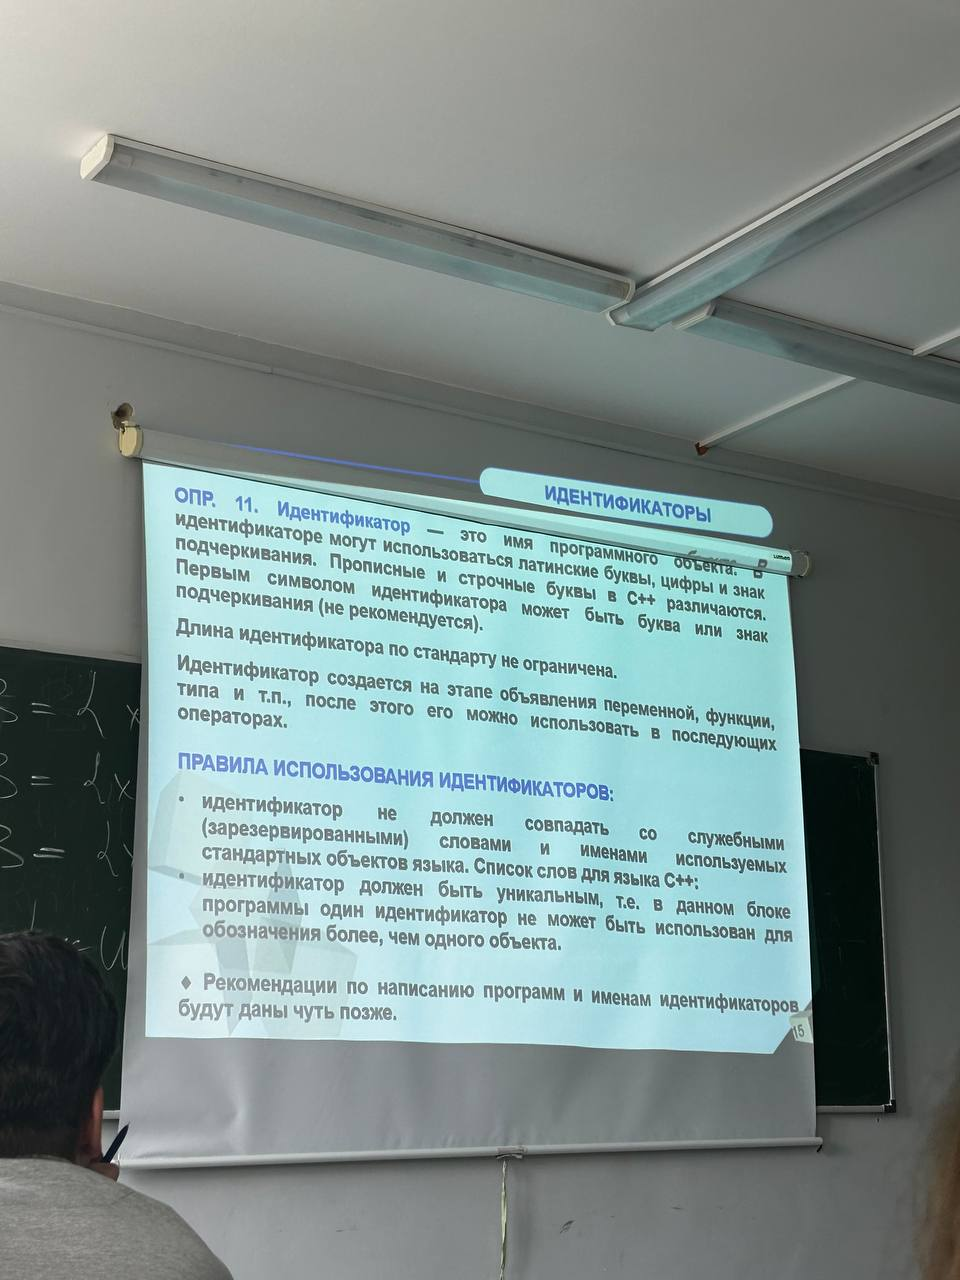 ИДЕНТИФИКАТОРЫ
ОПР. 11. Идентификатор — это имя программного объекта. В
идентификаторе могут использоваться латинские буквы, цифры и знак
подчеркивания. Прописные и строчные буквы в С++ различаются.
Первым символом идентификатора может быть буква или знак
подчеркивания (не рекомендуется).
Длина идентификатора по стандарту не ограничена.
Идентификатор создается на этапе объявления переменной, функции,
типа и т.п., после этого его можно использовать в последующих
операторах.
ПРАВИЛА ИСПОЛЬЗОВАНИЯ ИДЕНТИФИКАТОРОВ:
• идентификатор не должен совпадать со служебными
(зарезервированными) словами и именами используемых
стандартных объектов языка. Список слов для языка С++:
• идентификатор должен быть уникальным, т.е. в данном блоке
программы один идентификатор не может быть использован для
обозначения более, чем одного объекта.
♦ Рекомендации по написанию программ и именам идентификаторов
будут даны чуть позже.
15